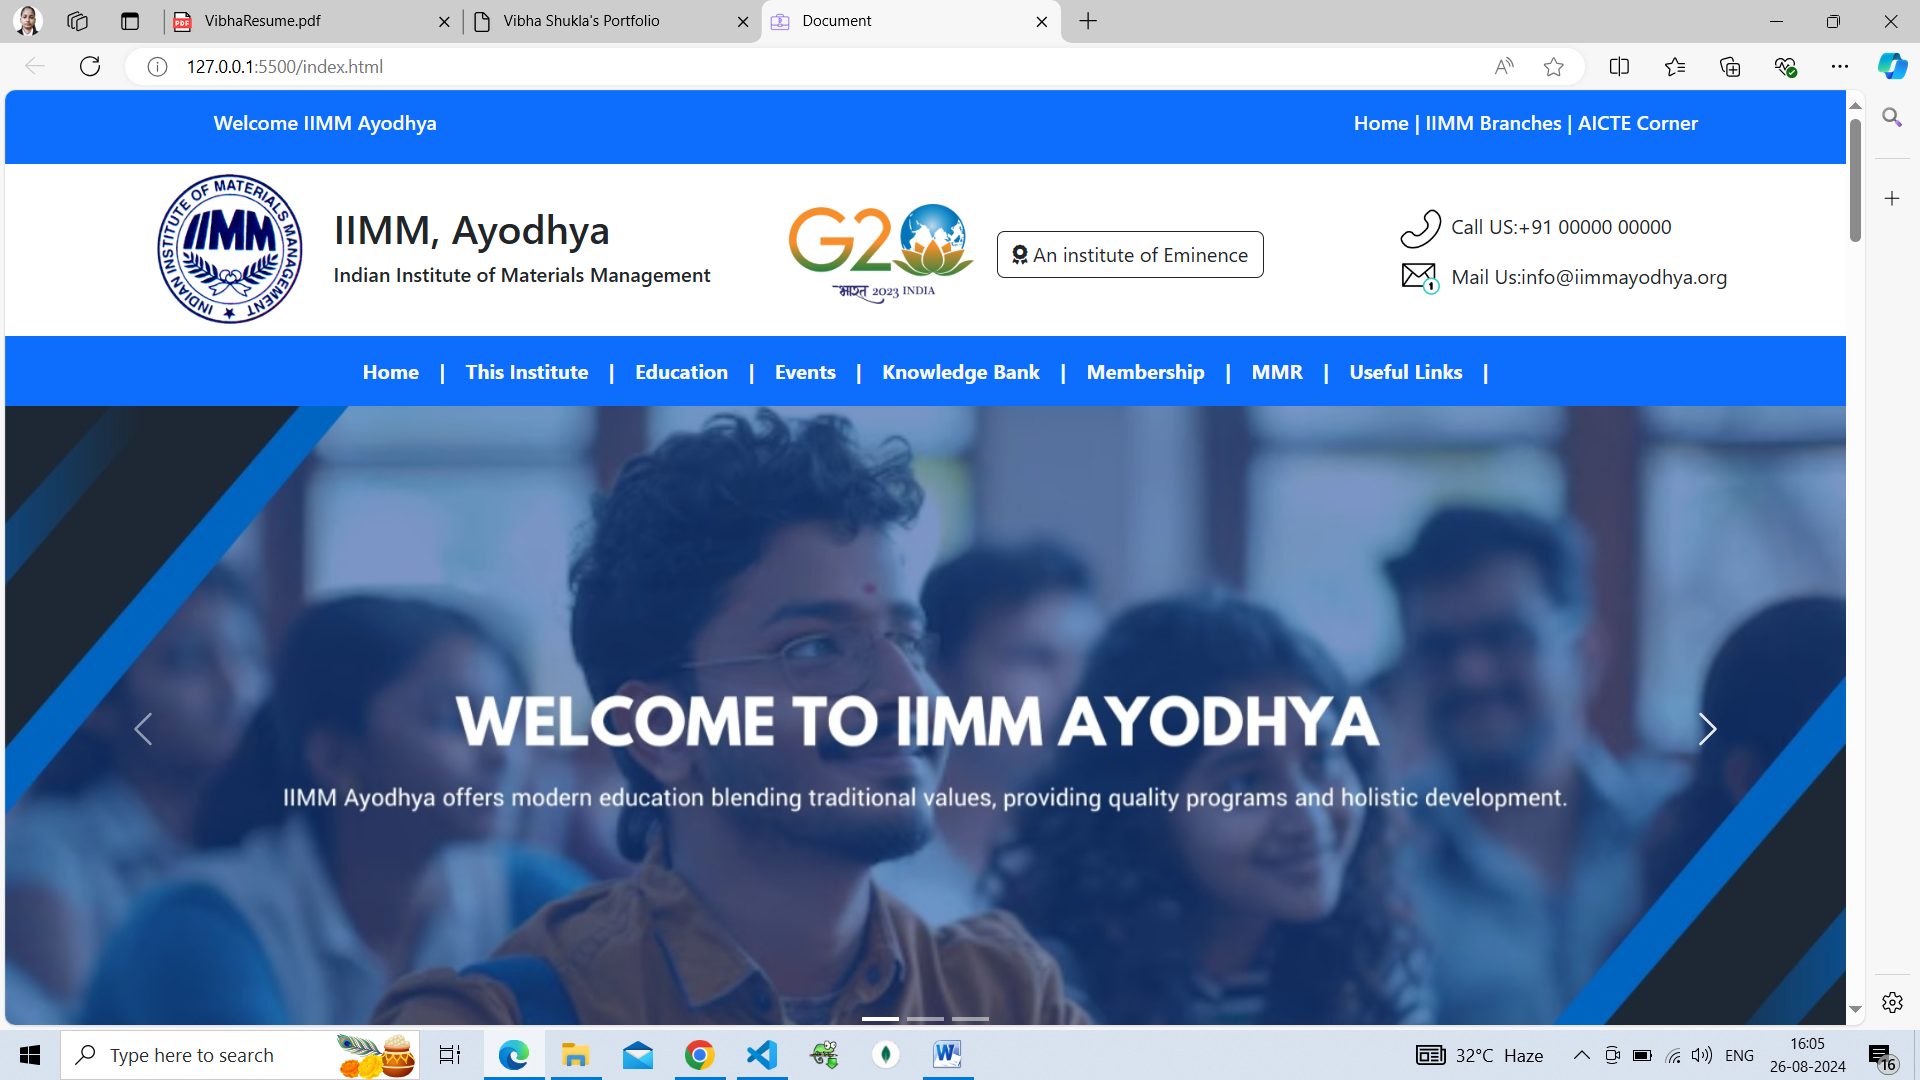 VibhaResume.pdf
Vibha Shukla's Portfolio
Document
127.0.0.1:5500/index.html
Welcome IIMM Ayodhya
Home | IIMM Branches | AICTE Corner
INDIAN INSTITUTE OF MATERIALS MANAGEMENT
IIMM
IIMM, Ayodhya
Indian Institute of Materials Management
G20
भारत 2023 INDIA
An institute of Eminence
Call US:+91 00000 00000
1
Mail Us:info@iimmayodhya.org
Home | This Institute | Education | Events | Knowledge Bank | Membership | MMR | Useful Links |
WELCOME TO IIMM AYODHYA
IIMM Ayodhya offers modern education blending traditional values, providing quality programs and holistic development.
Type here to search
32°C Haze
ENG
16:05
26-08-2024
16